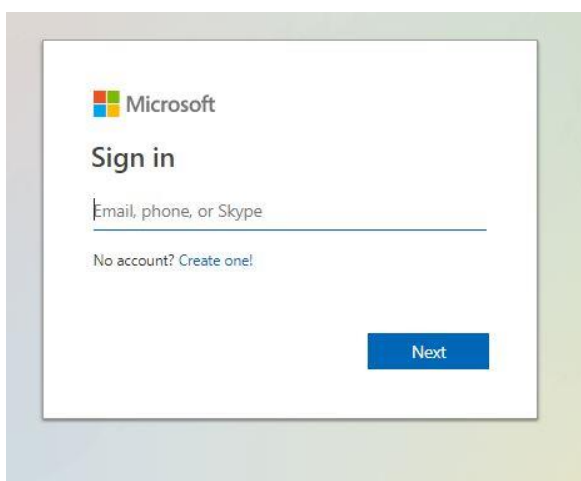 Microsoft
Sign in
Email, phone, or Skype
No account? Create one!
Next